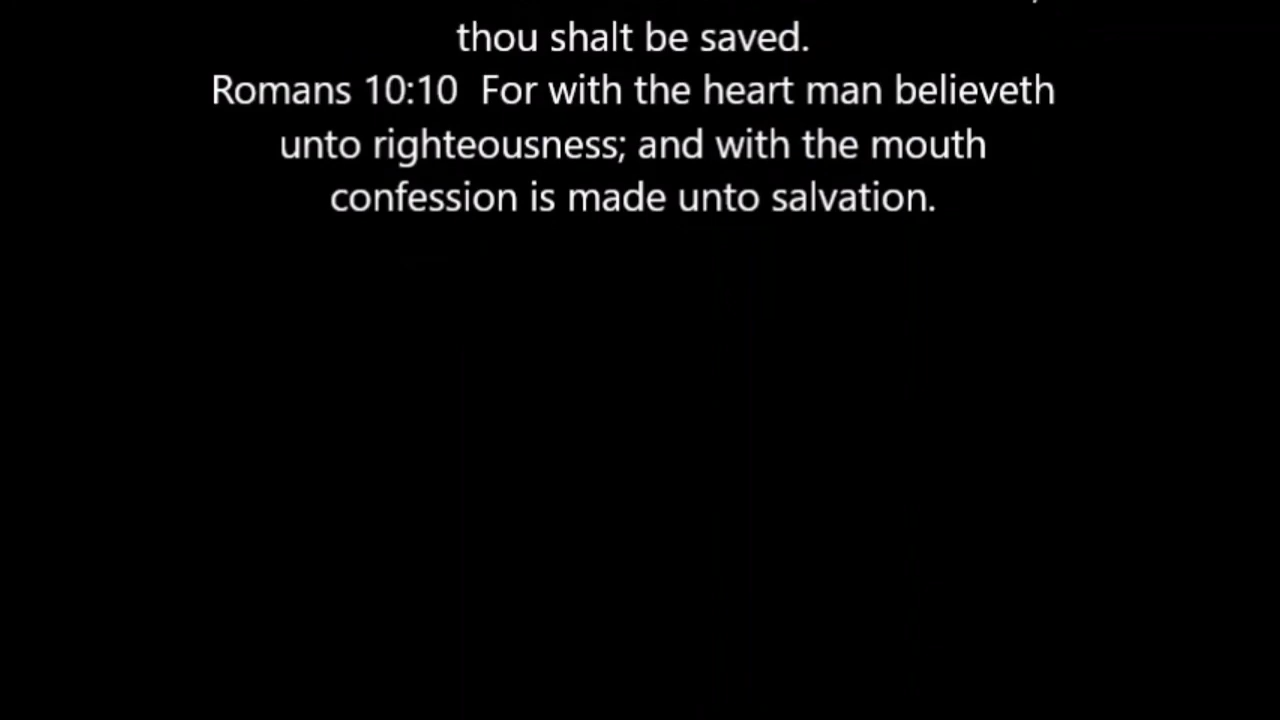 thou shalt be saved.
Romans 10:10  For with the heart man believeth
unto righteousness; and with the mouth
confession is made unto salvation.